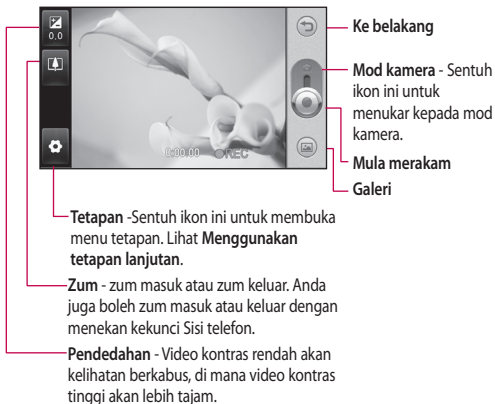 0.0
0:00:00 REC
Ke belakang
Mod kamera - Sentuh
ikon ini untuk
menukar kepada mod
kamera.
Mula merakam
Galeri
Tetapan -Sentuh ikon ini untuk membuka
menu tetapan. Lihat Menggunakan
tetapan lanjutan.
Zum - zum masuk atau zum keluar. Anda
juga boleh zum masuk atau keluar dengan
menekan kekunci Sisi telefon.
Pendedahan - Video kontras rendah akan
kelihatan berkabus, di mana video kontras
tinggi akan lebih tajam.